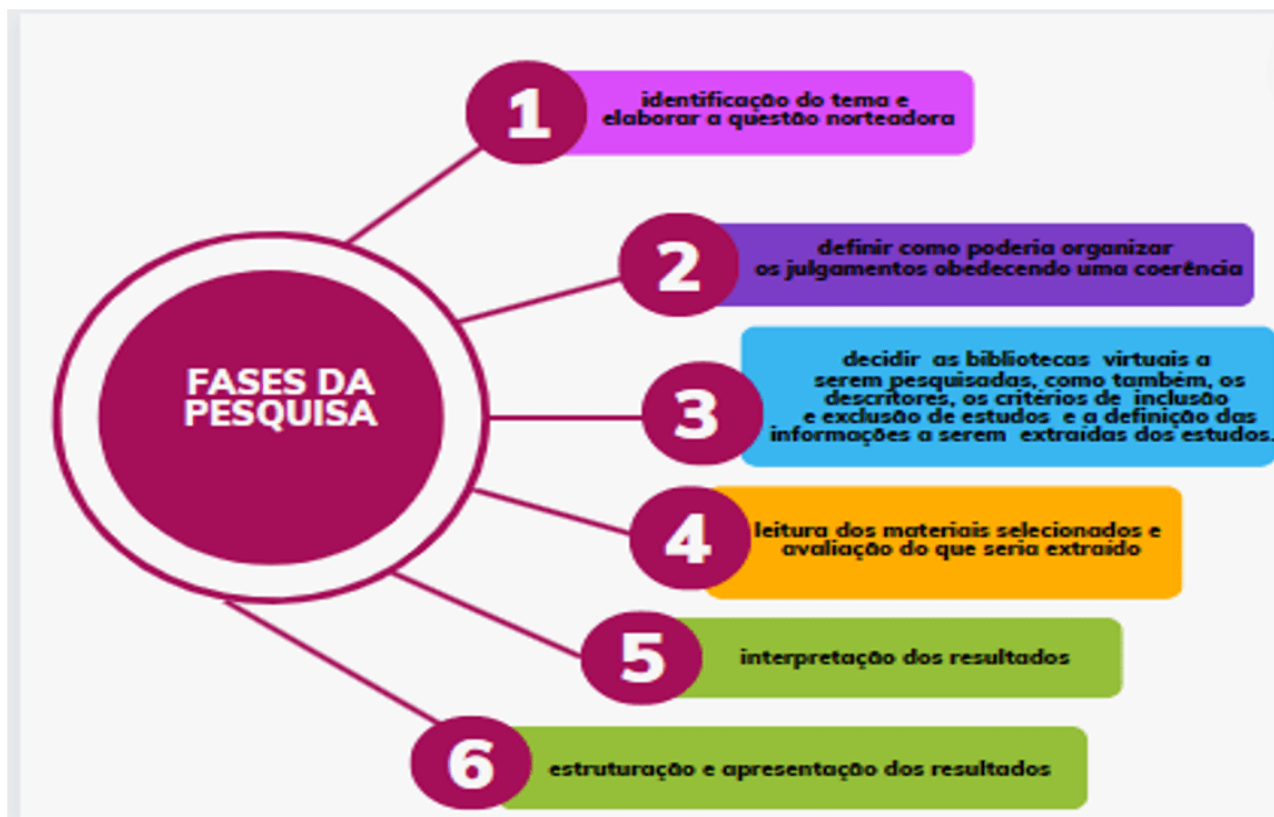 FASES DA
PESQUISA
1
identificação do tema e
elaborar a questão norteadora
2
definir como poderia organizar
os julgamentos obedecendo uma coerência
3
decidir as bibliotecas virtuais a
serem pesquisadas, como também, os
descritores, os critérios de inclusão
e exclusão de estudos e a definição das
informações a serem extraídas dos estudos.
4
leitura dos materiais selecionados e
avaliação do que seria extraído
5
interpretação dos resultados
6
estruturação e apresentação dos resultados